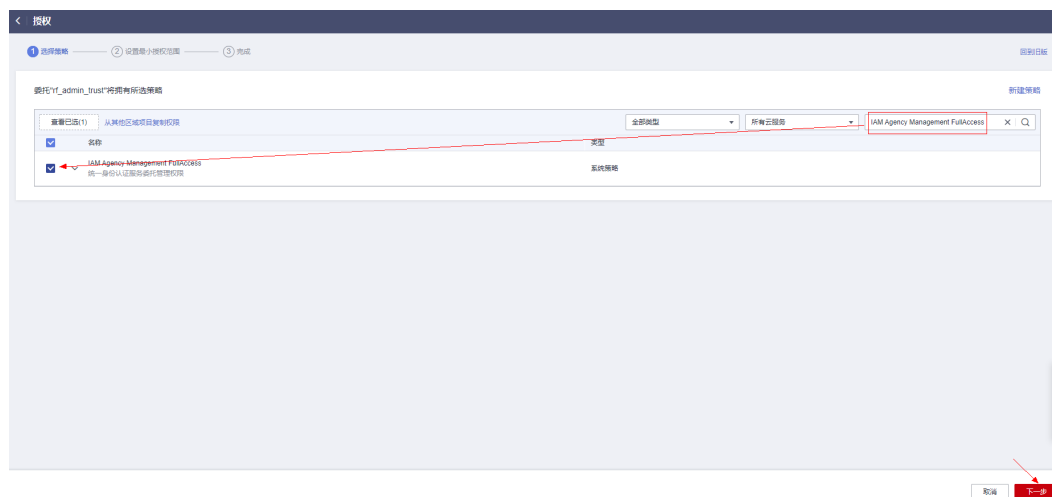 授权
1 选择策略 2 设置最小授权范围 3 完成 回到旧版
委托"rf_admin_trust"将拥有所选策略 新建策略
查看已选(1) 从其他区域项目复制权限 全部类型 所有云服务 IAM Agency Management FullAccess
名称 类型
IAM Agency Management FullAccess 系统策略
统一身份认证服务委托管理权限
取消 下一步